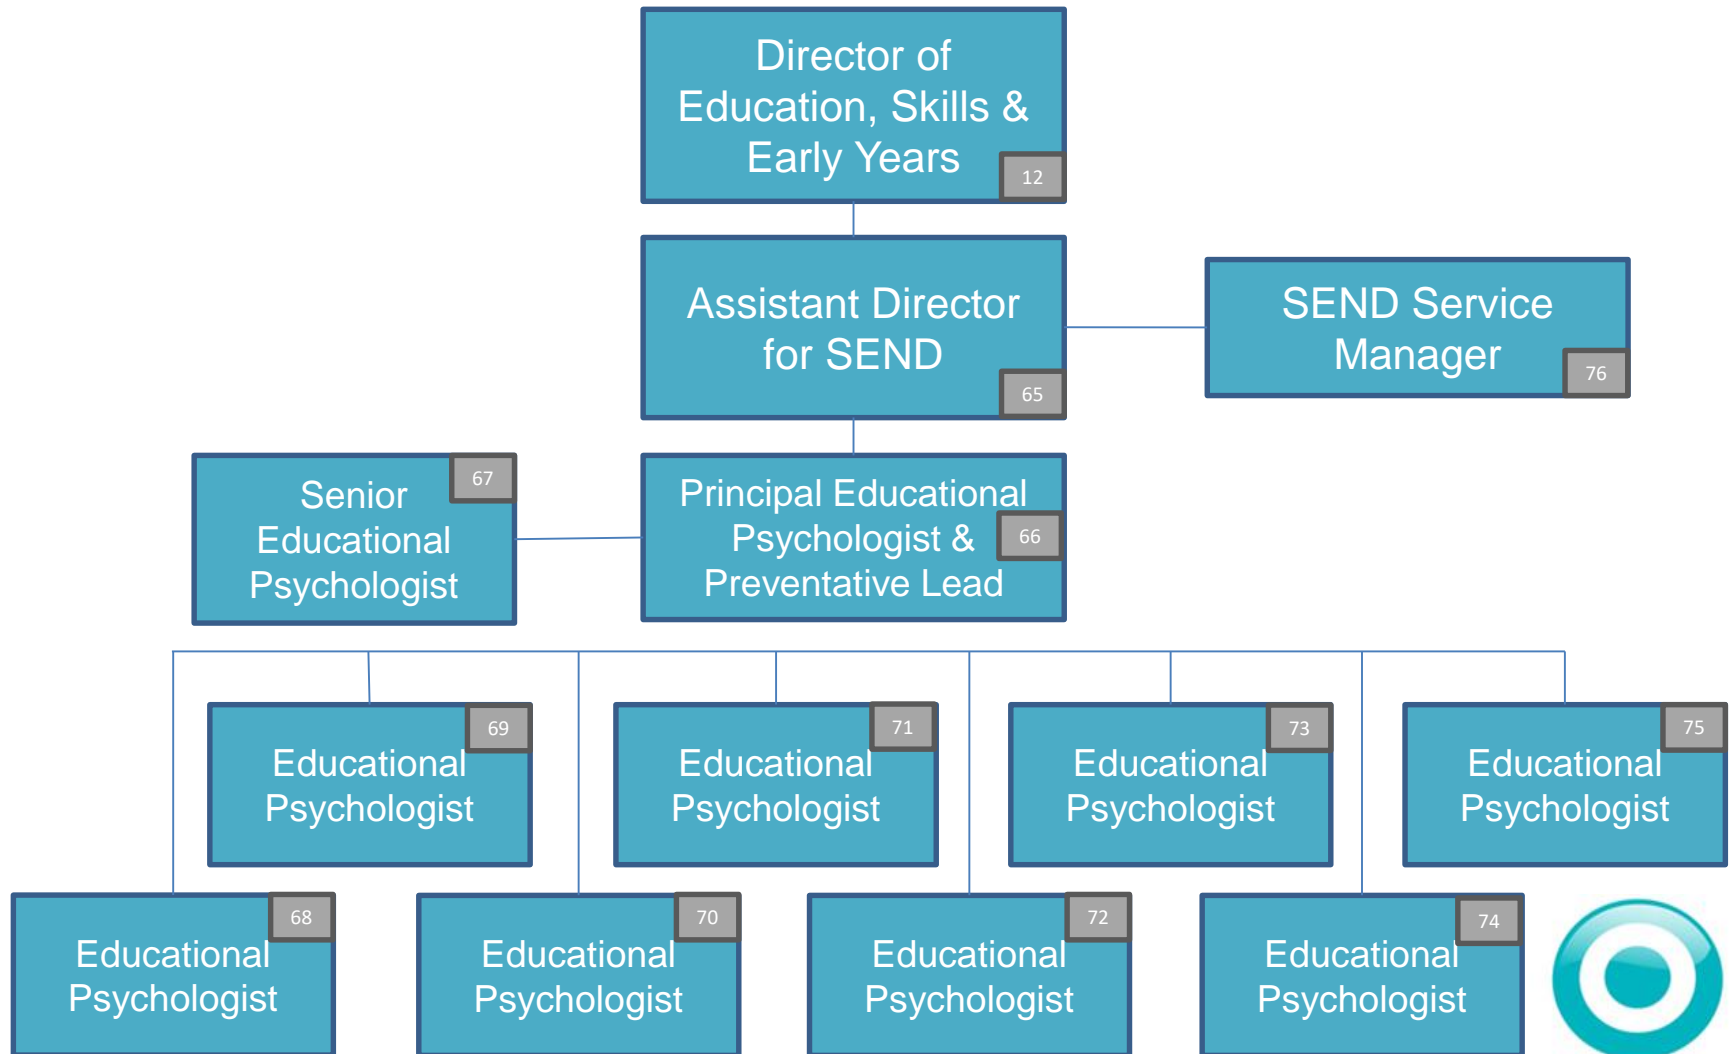 Director of
Education, Skills &
Early Years
12
Assistant Director
for SEND
65
SEND Service
Manager
76
67
Senior
Educational
Psychologist
Principal Educational
Psychologist &
66
Preventative Lead
69
Educational
Psychologist
71
Educational
Psychologist
73
Educational
Psychologist
75
Educational
Psychologist
68
Educational
Psychologist
70
Educational
Psychologist
72
Educational
Psychologist
74
Educational
Psychologist